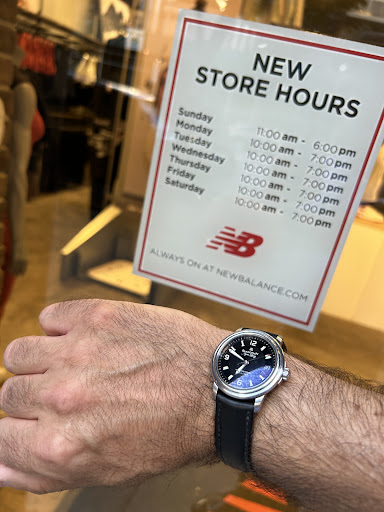 NEW
STORE HOURS
Sunday 11:00 am - 6:00 pm
Monday 10:00 am - 7:00 pm
Tuesday 10:00 am - 7:00 pm
Wednesday 10:00 am - 7:00 pm
Thursday 10:00 am - 7:00 pm
Friday 10:00 am - 7:00 pm
Saturday 10:00 am - 7:00 pm
NB
ALWAYS ON AT NEWBALANCE.COM